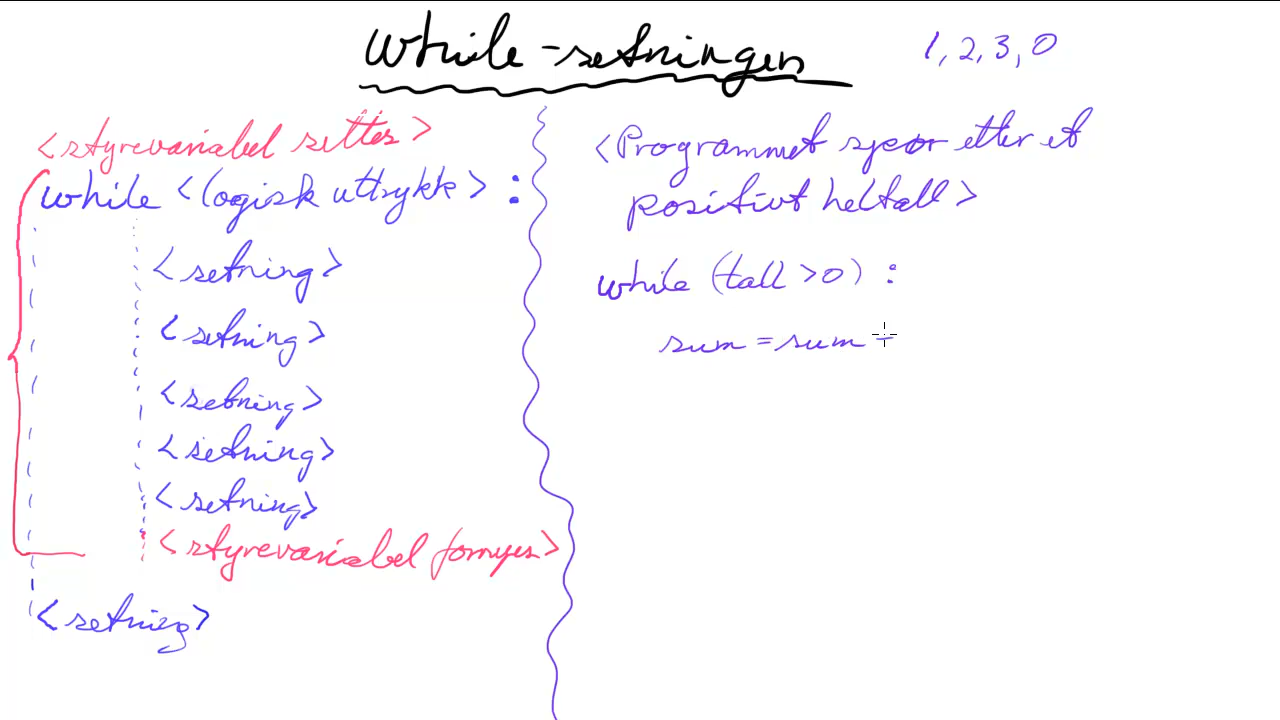 while-setningen
1, 2, 3, 0
<styrevariabel settes>
while <logisk uttrykk> :
<setning>
<setning>
<setning>
<setning>
<setning>
<styrevariabel fornyes>
<setning>
<Programmet spør etter et
positivt heltall>
while (tall >0) :
sum = sum +